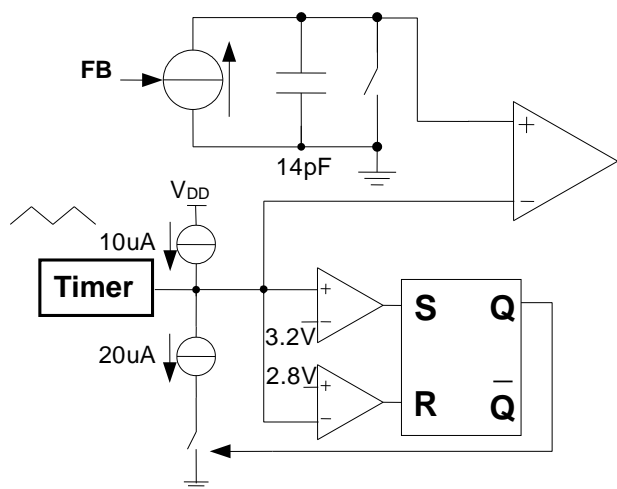 FB
+
−
14pF
VDD
10uA
Timer
+
−
3.2V
S
Q
20uA
2.8V
+
−
R
Q̅